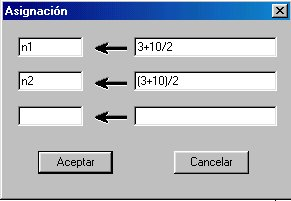 Asignación
n1 3+10/2
n2 (3+10)/2
Aceptar Cancelar